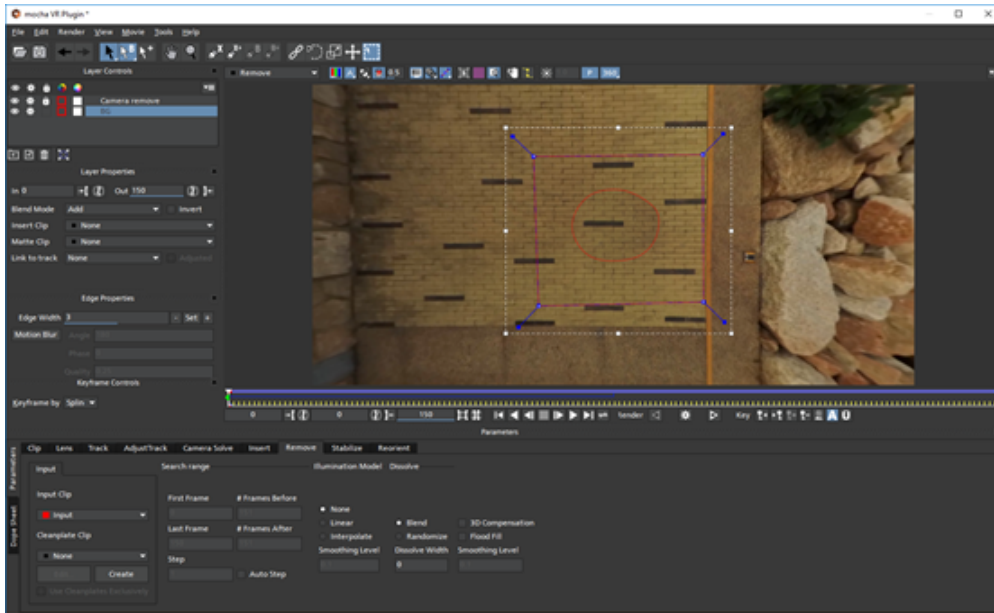 mocha VR Plugin *
File Edit Render View Movie Tools Help
Layer Controls
Remove
0.5
P 360
Camera remove
BG
Layer Properties
In 0 Out 150
Blend Mode Add Invert
Insert Clip None
Matte Clip None
Link to track None Adjusted
Edge Properties
Edge Width 3 - Set +
Motion Blur Angle
Phase
Quality
Keyframe Controls
Keyframe by Splin
0 0 150 Render Key A U
Parameters
Clip Lens Track AdjustTrack Camera Solve Insert Remove Stabilize Reorient
Parameters
Dope Sheet
Input
Input Clip
Input
Cleanplate Clip
None
Create
Use Cleanplates Exclusively
Search range
First Frame # Frames Before
Last Frame # Frames After
Step
Auto Step
Illumination Model Dissolve
None
Linear Blend 3D Compensation
Interpolate Randomize Flood Fill
Smoothing Level Dissolve Width Smoothing Level
0